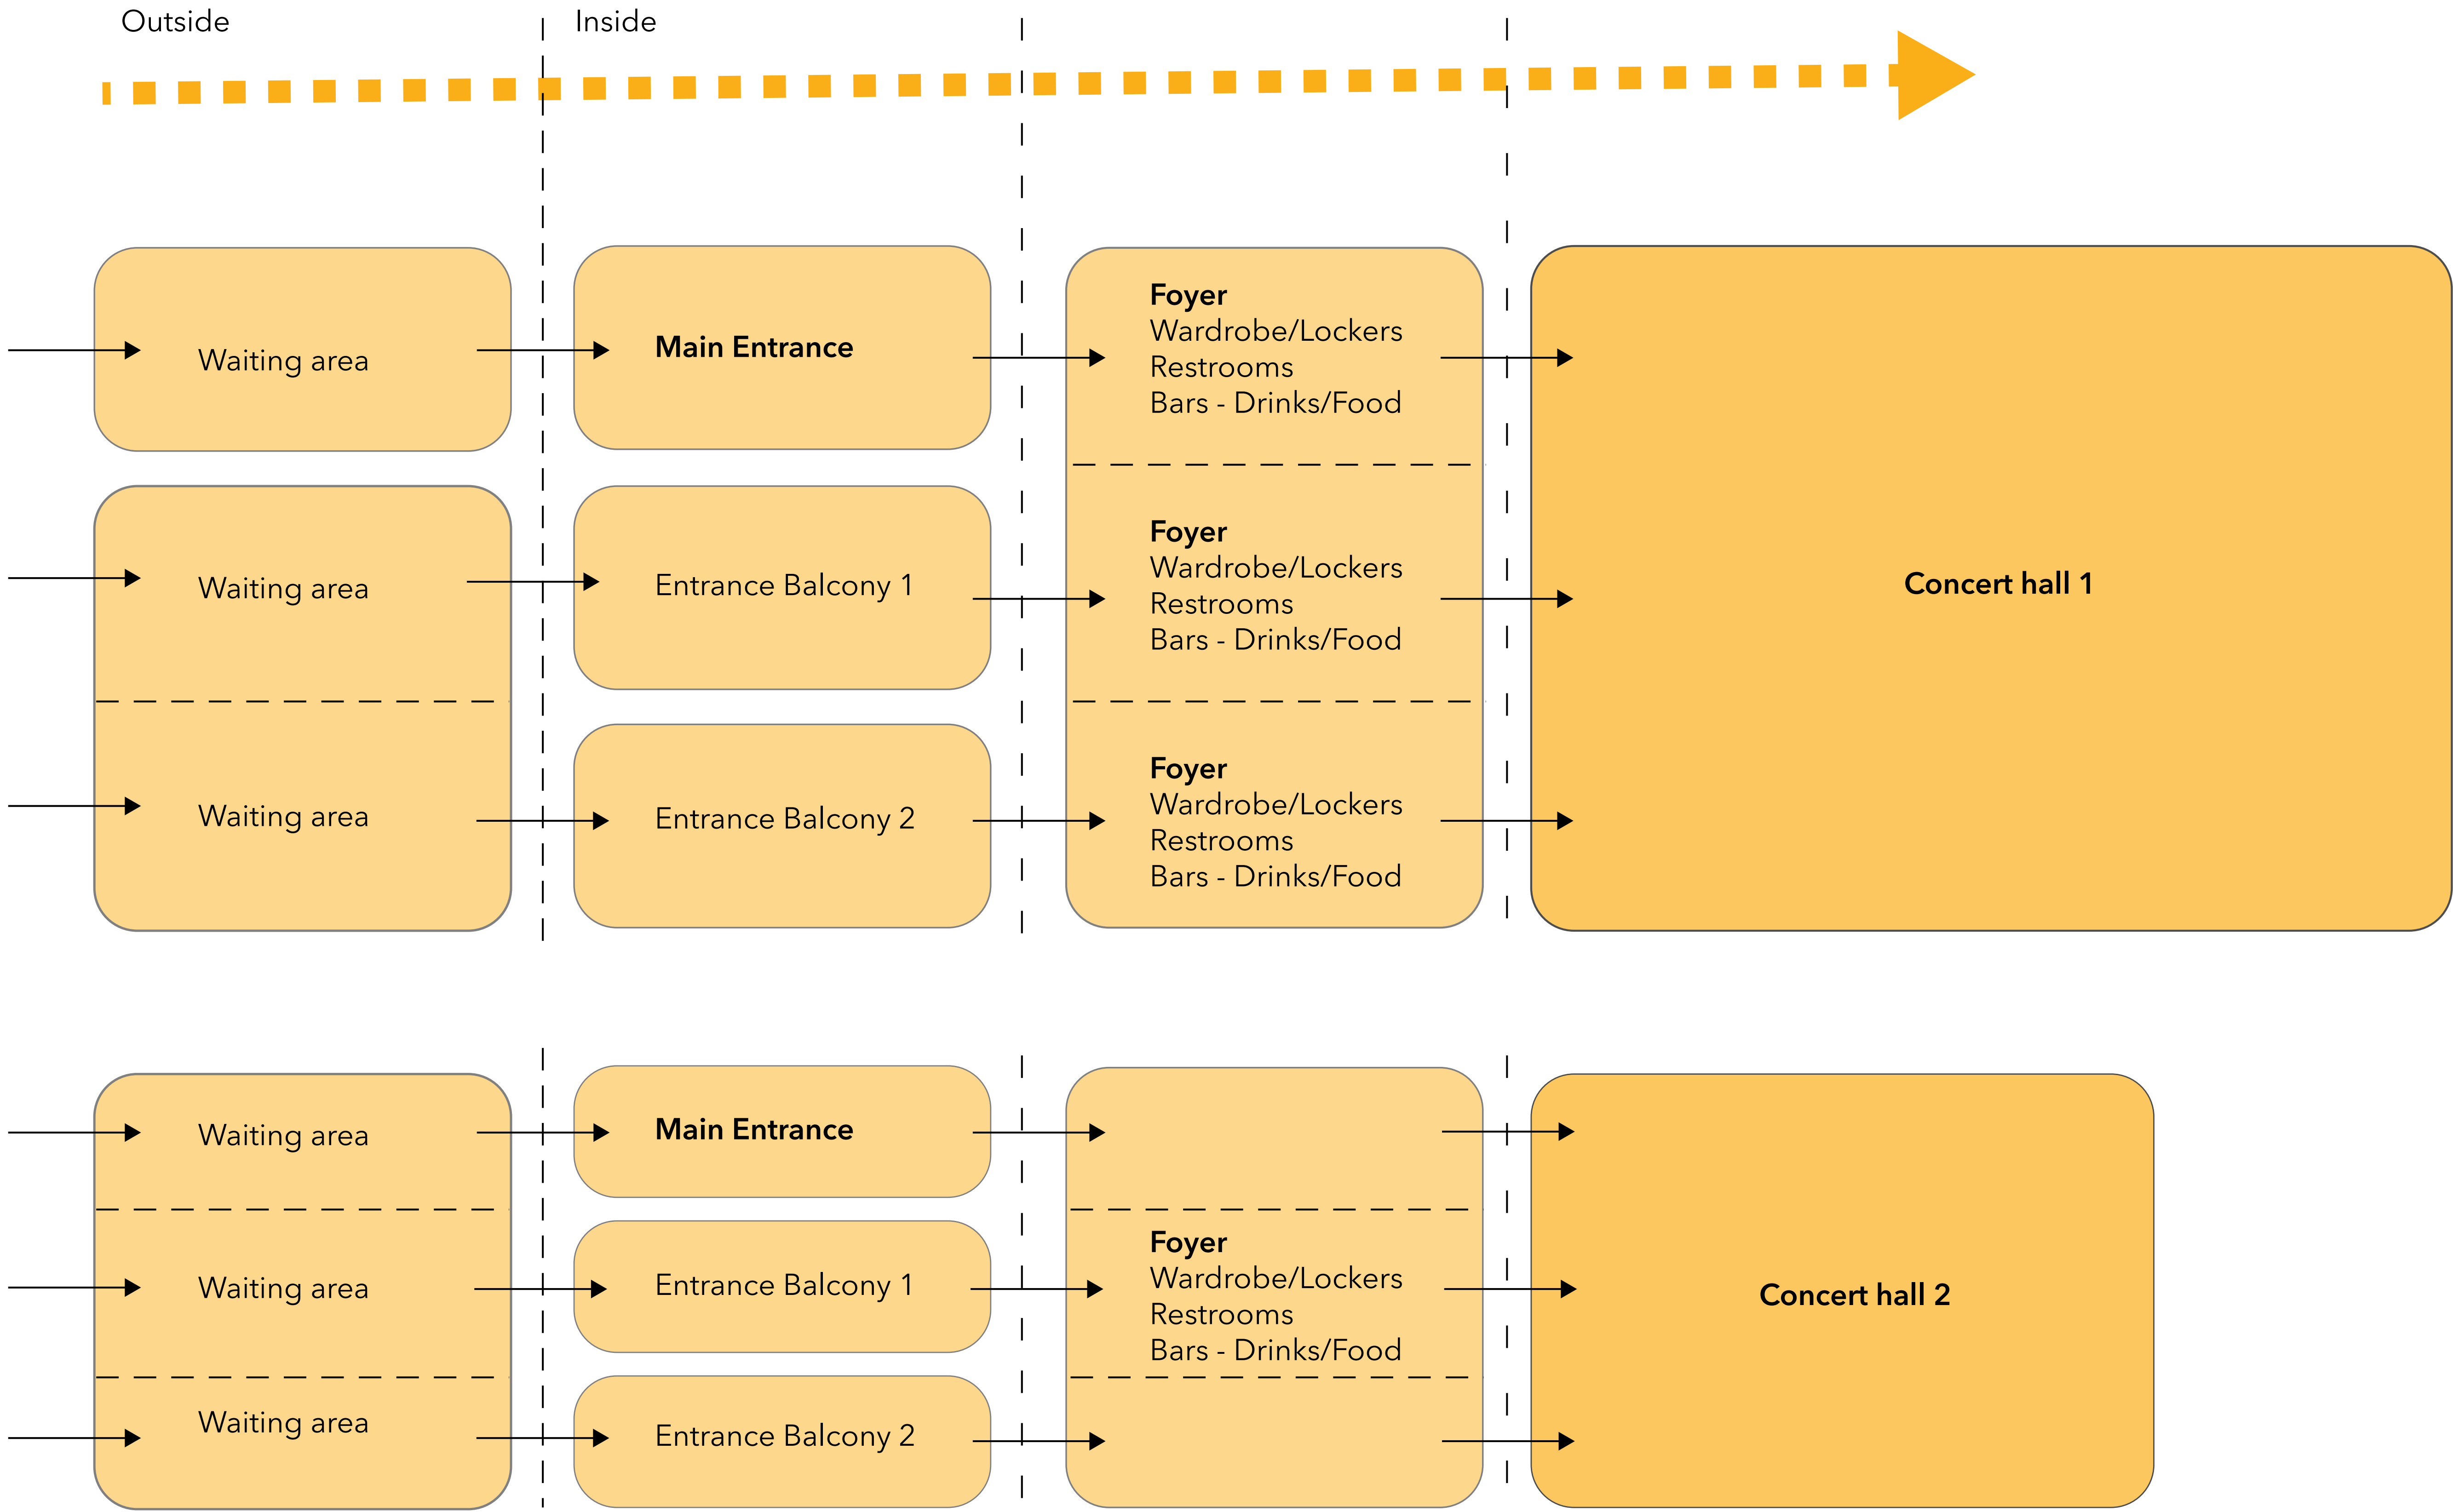 Outside
Inside
Waiting area
Main Entrance
Foyer
Wardrobe/Lockers
Restrooms
Bars - Drinks/Food
Waiting area
Entrance Balcony 1
Foyer
Wardrobe/Lockers
Restrooms
Bars - Drinks/Food
Concert hall 1
Waiting area
Entrance Balcony 2
Foyer
Wardrobe/Lockers
Restrooms
Bars - Drinks/Food
Waiting area
Main Entrance
Waiting area
Entrance Balcony 1
Foyer
Wardrobe/Lockers
Restrooms
Bars - Drinks/Food
Concert hall 2
Waiting area
Entrance Balcony 2